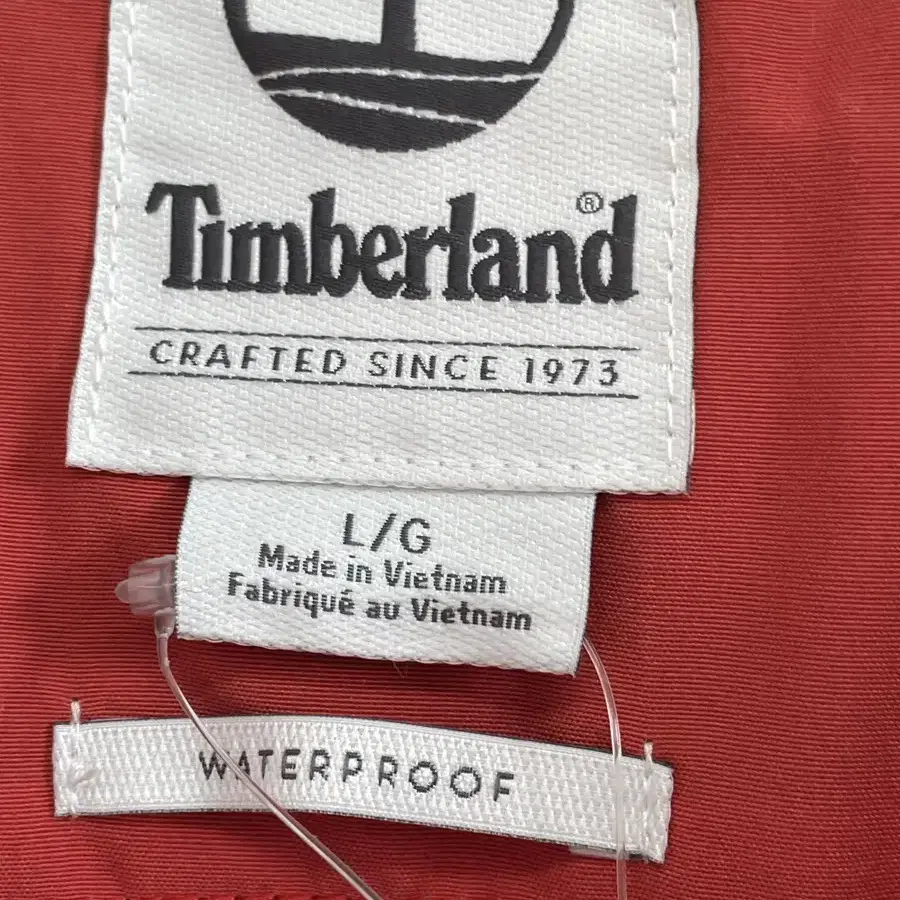 Timberland®
CRAFTED SINCE 1973
L/G
Made in Vietnam
Fabriqué au Vietnam
WATERPROOF